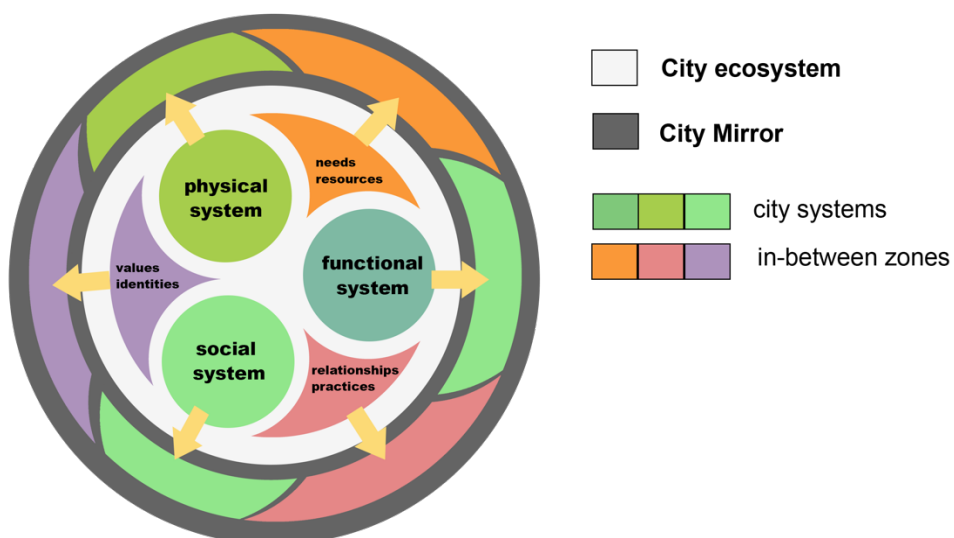 physical
system
needs
resources
values
identities
functional
system
social
system
relationships
practices
City ecosystem
City Mirror
city systems
in-between zones